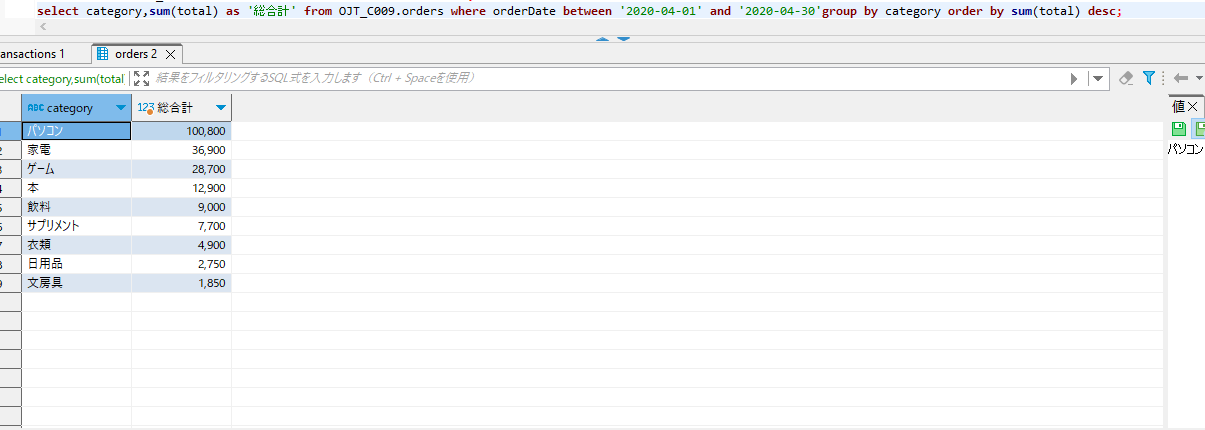 select category,sum(total) as '総合計' from OJT_C009.orders where orderDate between '2020-04-01' and '2020-04-30'group by category order by sum(total) desc;
ansactions 1 orders 2
elect category,sum(total 結果をフィルタリングするSQL式を入力します (Ctrl + Spaceを使用)
ABC category 123 総合計 値
パソコン 100,800
2 家電 36,900 パソコン
3 ゲーム 28,700
4 本 12,900
5 飲料 9,000
6 サプリメント 7,700
7 衣類 4,900
8 日用品 2,750
9 文房具 1,850